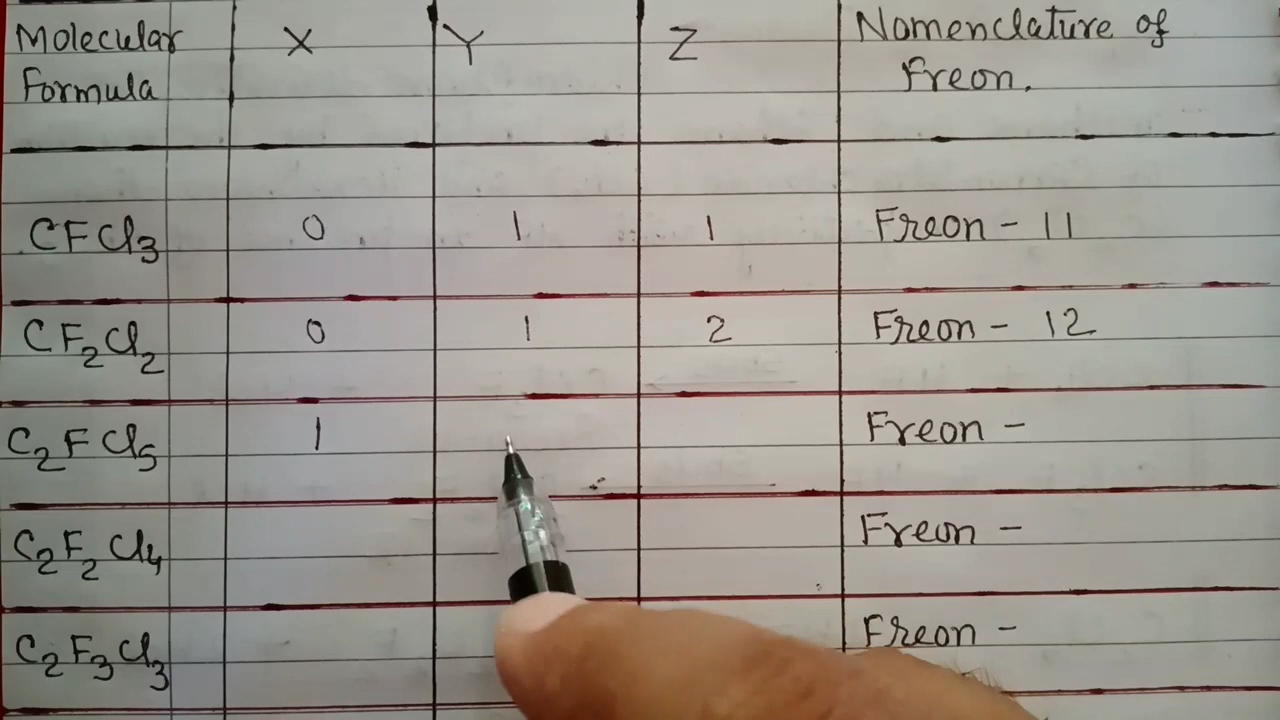 Molecular Formula X Y Z Nomenclature of Freon.
CFCl₃ 0 1 1 Freon - 11
CF₂Cl₂ 0 1 2 Freon - 12
C₂FCl₅ 1 Freon -
C₂F₂Cl₄ Freon -
C₂F₃Cl₃ Freon -